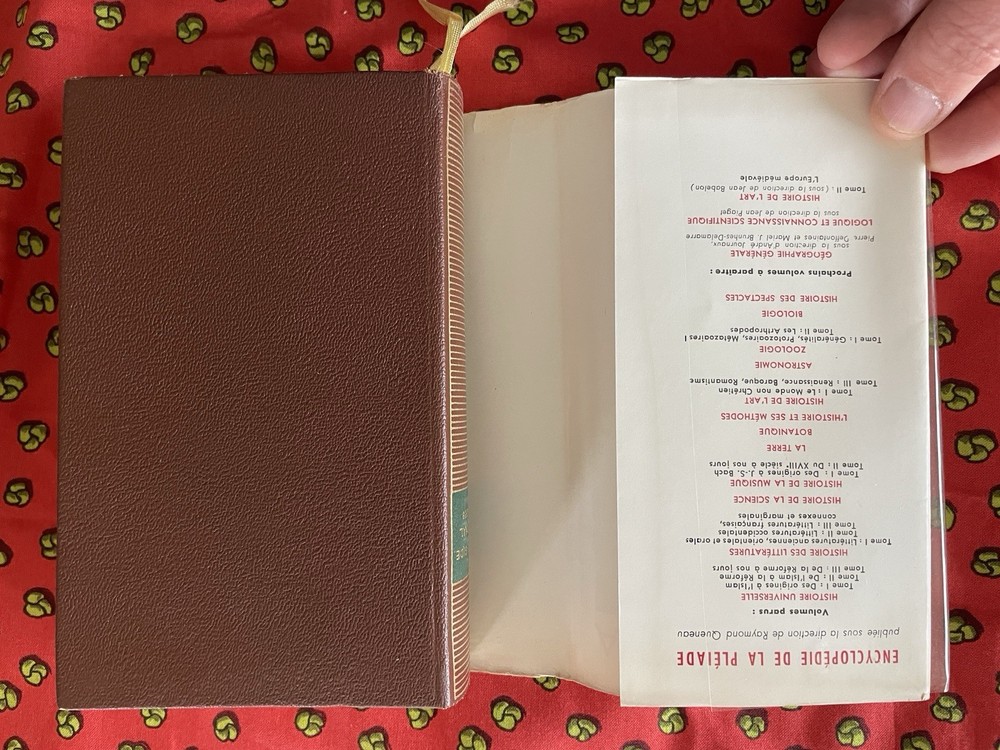 ENCYCLOPÉDIE DE LA PLÉIADE
publiée sous la direction de Raymond Queneau
Volumes parus :
HISTOIRE UNIVERSELLE
Tome I : Des origines à l'Islam
Tome II : De l'Islam à la Réforme
Tome III : De la Réforme à nos jours
HISTOIRE DES LITTÉRATURES
Tome I : Littératures anciennes, orientales et orales
Tome II : Littératures occidentales
Tome III : Littératures françaises,
connexes et marginales
HISTOIRE DE LA SCIENCE
HISTOIRE DE LA MUSIQUE
Tome I : Des origines à J.-S. Bach
Tome II : Du XVIIIe siècle à nos jours
LA TERRE
BOTANIQUE
L'HISTOIRE ET SES MÉTHODES
HISTOIRE DE L'ART
Tome I : Le Monde non Chrétien
Tome III : Renaissance, Baroque, Romantisme
ASTRONOMIE
ZOOLOGIE
Tome I : Généralités, Protozoaires, Métazoaires I
Tome II : Les Arthropodes
BIOLOGIE
HISTOIRE DES SPECTACLES
Prochains volumes à paraître :
GÉOGRAPHIE GÉNÉRALE
sous la direction d'André Journaux,
Pierre Deffontaines et Mariel J. Brunhes-Delamarre
LOGIQUE ET CONNAISSANCE SCIENTIFIQUE
sous la direction de Jean Piaget
HISTOIRE DE L'ART
Tome II : (sous la direction de Jean Babelon)
L'Europe médiévale